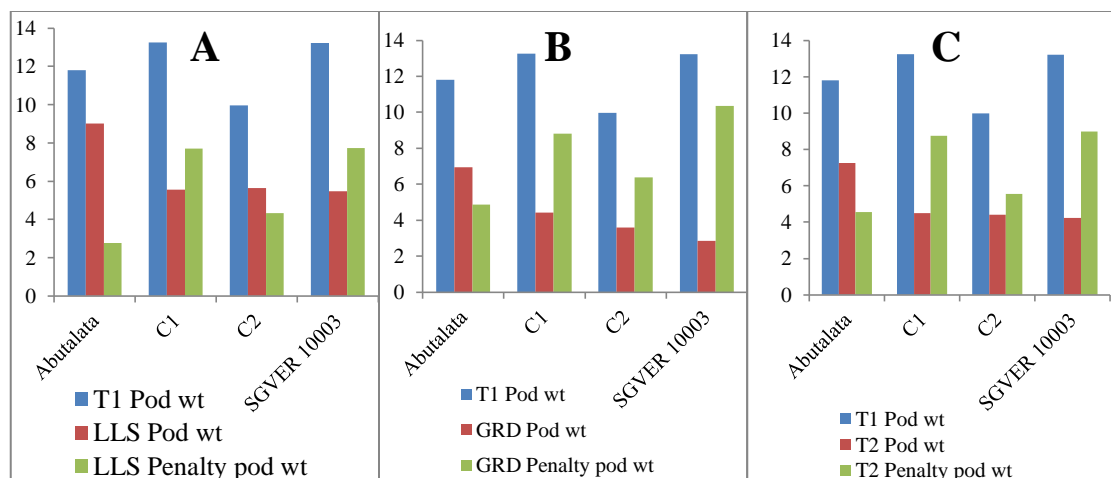 A
14
12
10
8
6
4
2
0
Abutalata
C1
C2
SGVER 10003
T1 Pod wt
LLS Pod wt
LLS Penalty pod wt
B
14
12
10
8
6
4
2
0
Abutalata
C1
C2
SGVER 10003
T1 Pod wt
GRD Pod wt
GRD Penalty pod wt
C
14
12
10
8
6
4
2
0
Abutalata
C1
C2
SGVER 10003
T1 Pod wt
T2 Pod wt
T2 Penalty pod wt